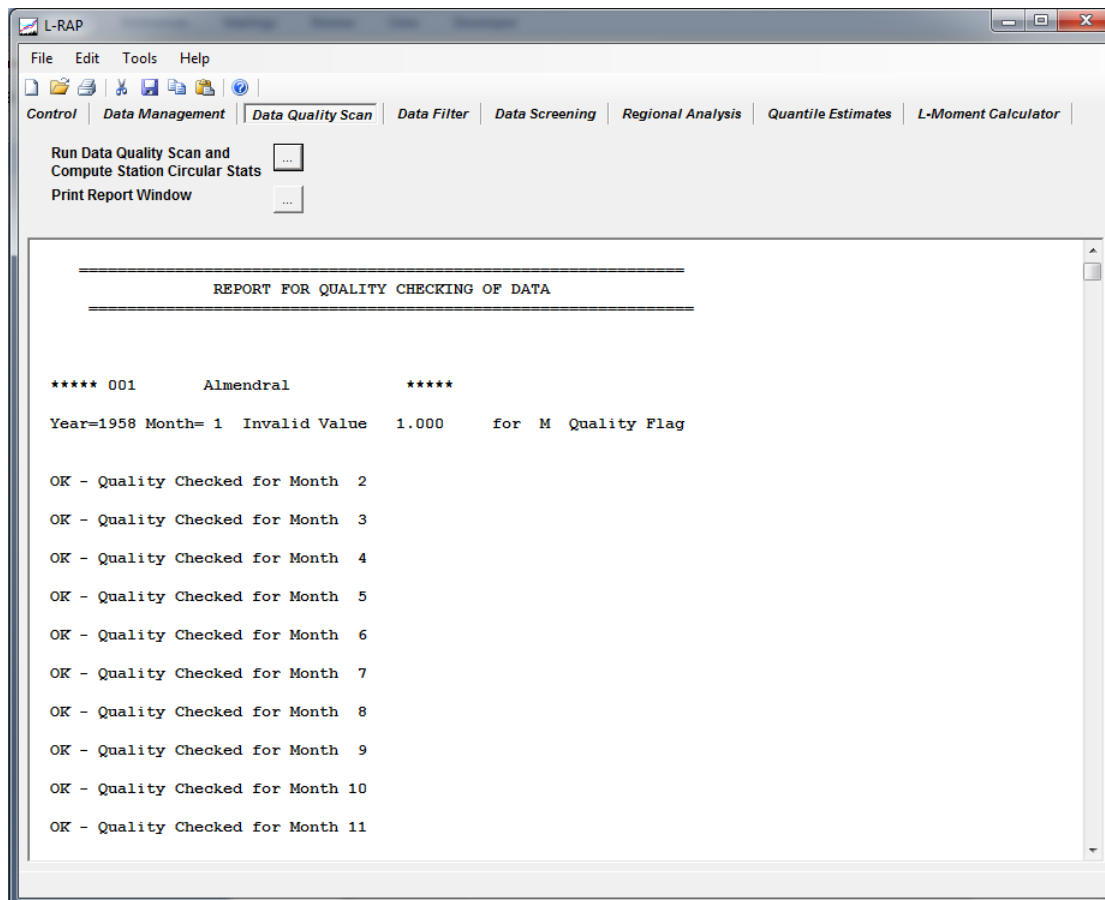 L-RAP
File Edit Tools Help
Control Data Management Data Quality Scan Data Filter Data Screening Regional Analysis Quantile Estimates L-Moment Calculator
Run Data Quality Scan and
Compute Station Circular Stats ...
Print Report Window ...
REPORT FOR QUALITY CHECKING OF DATA
***** 001 Almendral *****
Year=1958 Month= 1 Invalid Value 1.000 for M Quality Flag
OK - Quality Checked for Month 2
OK - Quality Checked for Month 3
OK - Quality Checked for Month 4
OK - Quality Checked for Month 5
OK - Quality Checked for Month 6
OK - Quality Checked for Month 7
OK - Quality Checked for Month 8
OK - Quality Checked for Month 9
OK - Quality Checked for Month 10
OK - Quality Checked for Month 11